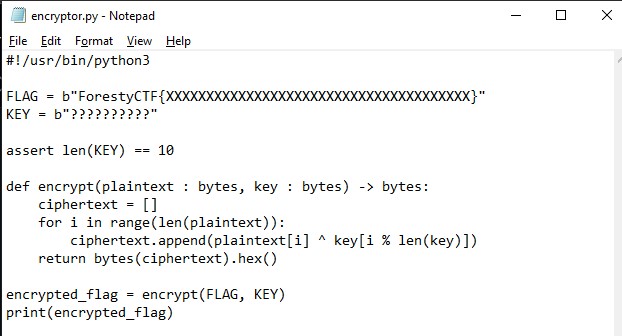 encryptor.py - Notepad
File Edit Format View Help
#!/usr/bin/python3
FLAG = b"ForestyCTF{XXXXXXXXXXXXXXXXXXXXXXXXXXXXXXXXXXXXXX}"
KEY = b"??????????"
assert len(KEY) == 10
def encrypt(plaintext : bytes, key : bytes) -> bytes:
    ciphertext = []
    for i in range(len(plaintext)):
        ciphertext.append(plaintext[i] ^ key[i % len(key)])
    return bytes(ciphertext).hex()
encrypted_flag = encrypt(FLAG, KEY)
print(encrypted_flag)